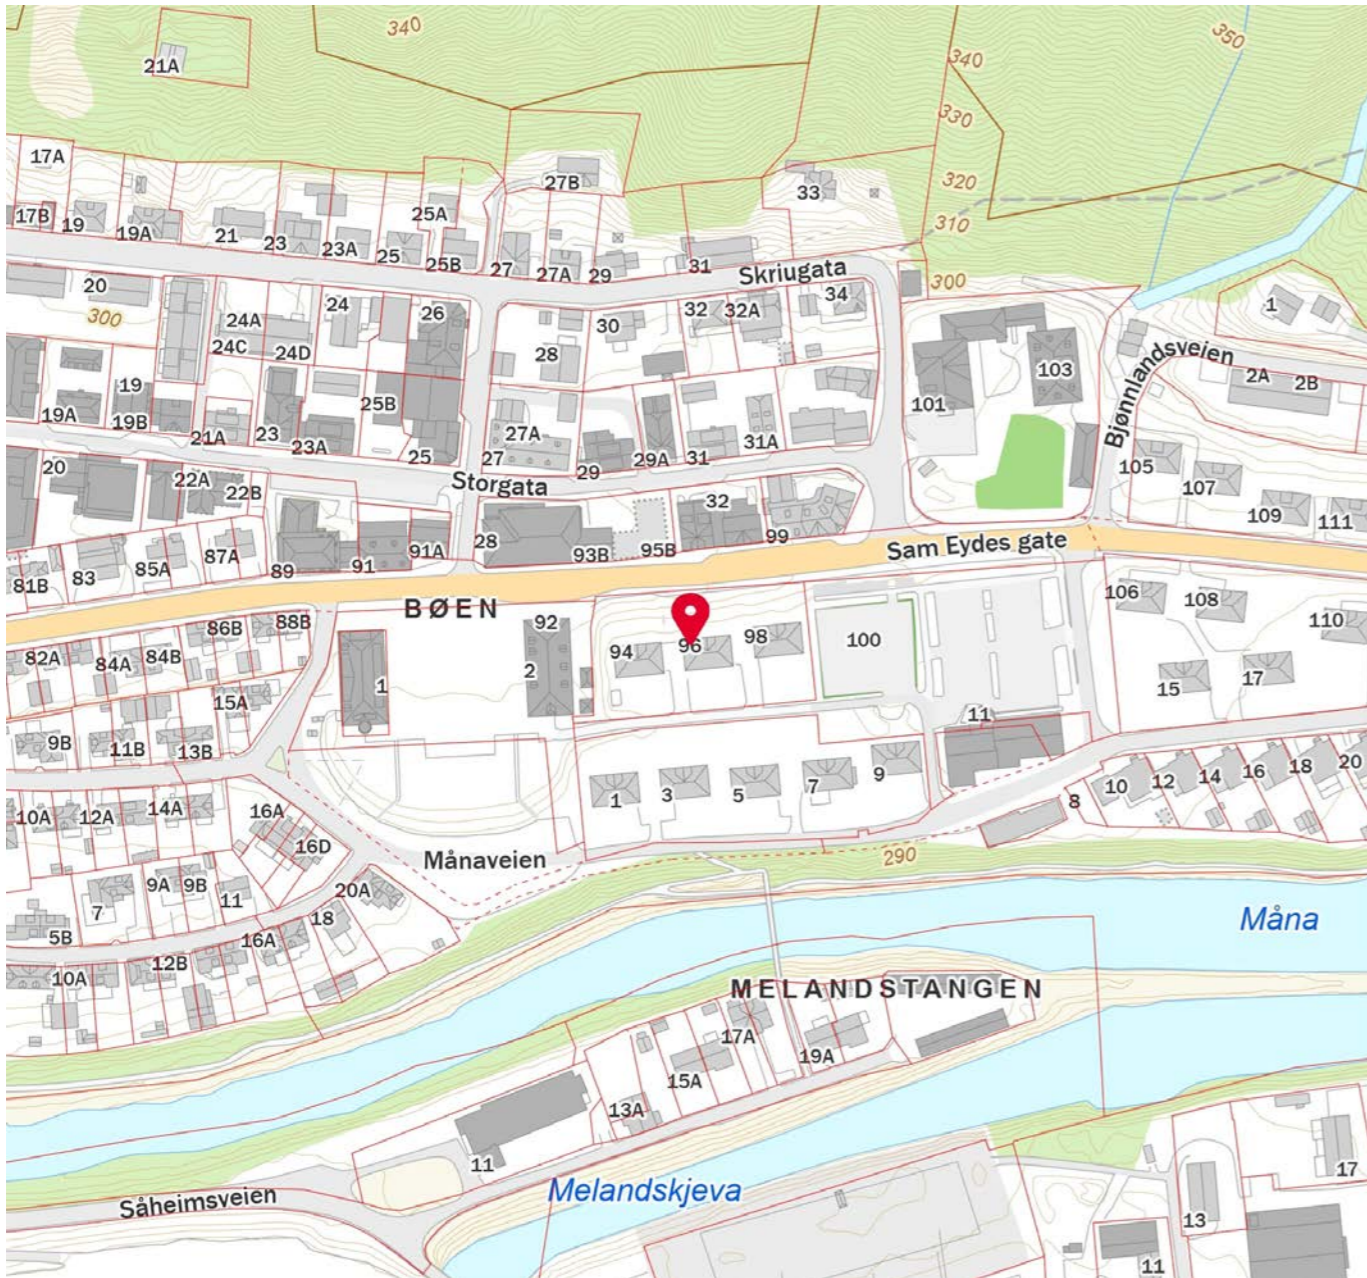 340
350
21A
340
330
17A
27B
33
320
25A
17B
19
19A
21
23
23A
25
25B
27
27A
29
31
310
Skriugata
20
300
1
34
24
26
32
32A
300
24A
30
24C
24D
28
Bjønnlandsveien
103
2A
2B
19
25B
101
19A
19B
21A
23
23A
25
27A
31A
27
29
29A
31
105
20
22A
22B
Storgata
107
28
32
109
111
81B
83
85A
87A
89
91
91A
93B
95B
99
Sam Eydes gate
BØEN
92
106
108
110
86B
88B
94
96
98
100
82A
84A
84B
1
2
15
17
15A
9B
11B
13B
11
1
3
5
7
9
10A
12A
14A
16A
16D
8
10
12
14
16
18
20
Månaveien
290
9A
9B
11
20A
7
5B
18
16A
10A
12B
Måna
MELANDSTANGEN
17A
19A
15A
13A
11
Såheimsveien
Melandskjeva
13
17
11